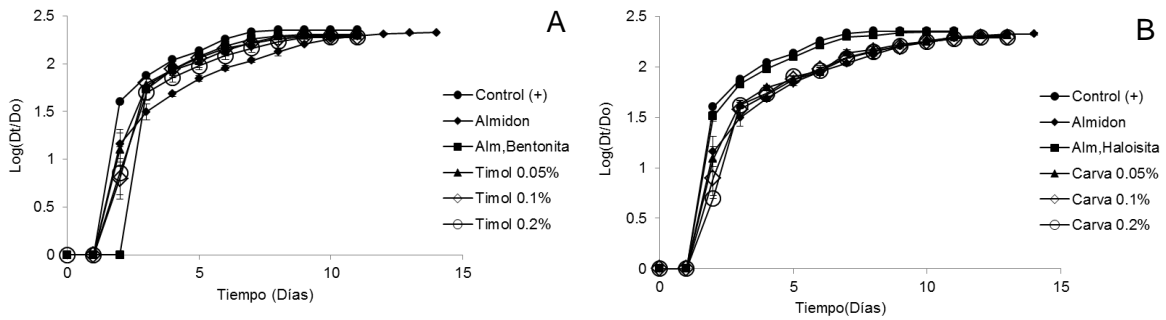 A
2.5
2
1.5
1
0.5
0
Log(Dt/Do)
0 5 10 15
Tiempo (Días)
Control (+)
Almidon
Alm,Bentonita
Timol 0.05%
Timol 0.1%
Timol 0.2%
B
2.5
2
1.5
1
0.5
0
Log(Dt/Do)
0 5 10 15
Tiempo(Días)
Control (+)
Almidon
Alm,Haloisita
Carva 0.05%
Carva 0.1%
Carva 0.2%